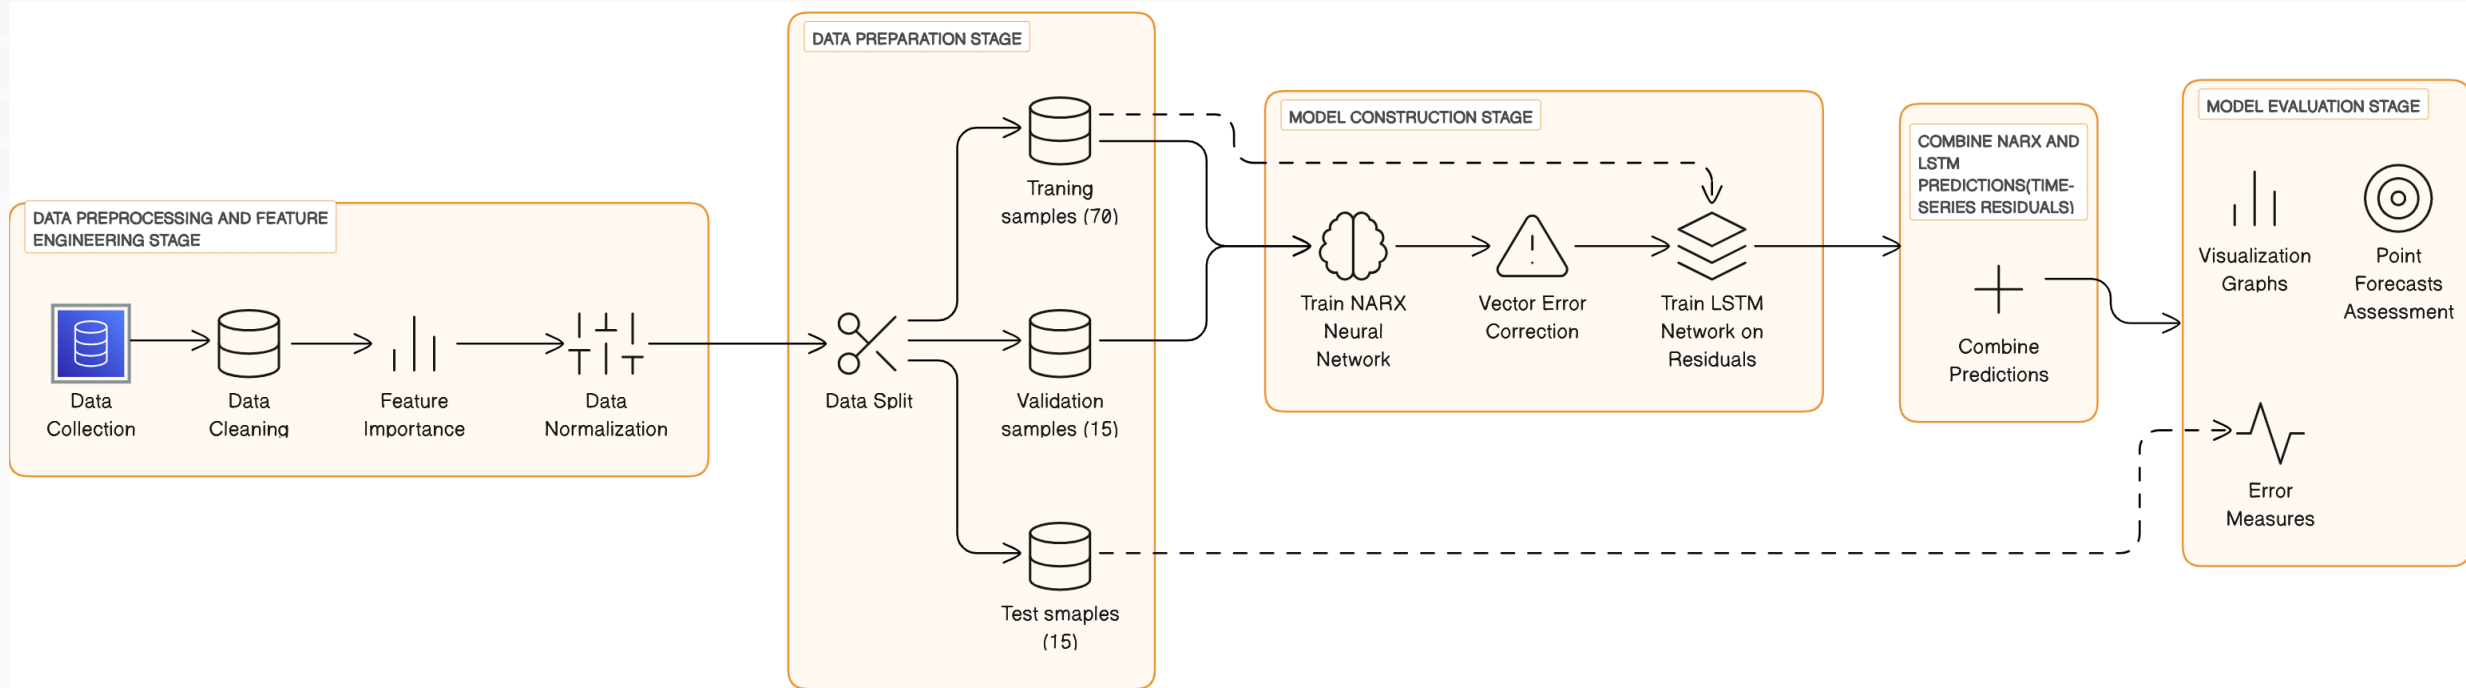 DATA PREPROCESSING AND FEATURE
ENGINEERING STAGE
Data
Collection
Data
Cleaning
Feature
Importance
Data
Normalization
DATA PREPARATION STAGE
Data Split
Traning
samples (70)
Validation
samples (15)
Test smaples
(15)
MODEL CONSTRUCTION STAGE
Train NARX
Neural
Network
Vector Error
Correction
Train LSTM
Network on
Residuals
COMBINE NARX AND
LSTM
PREDICTIONS(TIME-
SERIES RESIDUALS)
Combine
Predictions
MODEL EVALUATION STAGE
Visualization
Graphs
Point
Forecasts
Assessment
Error
Measures